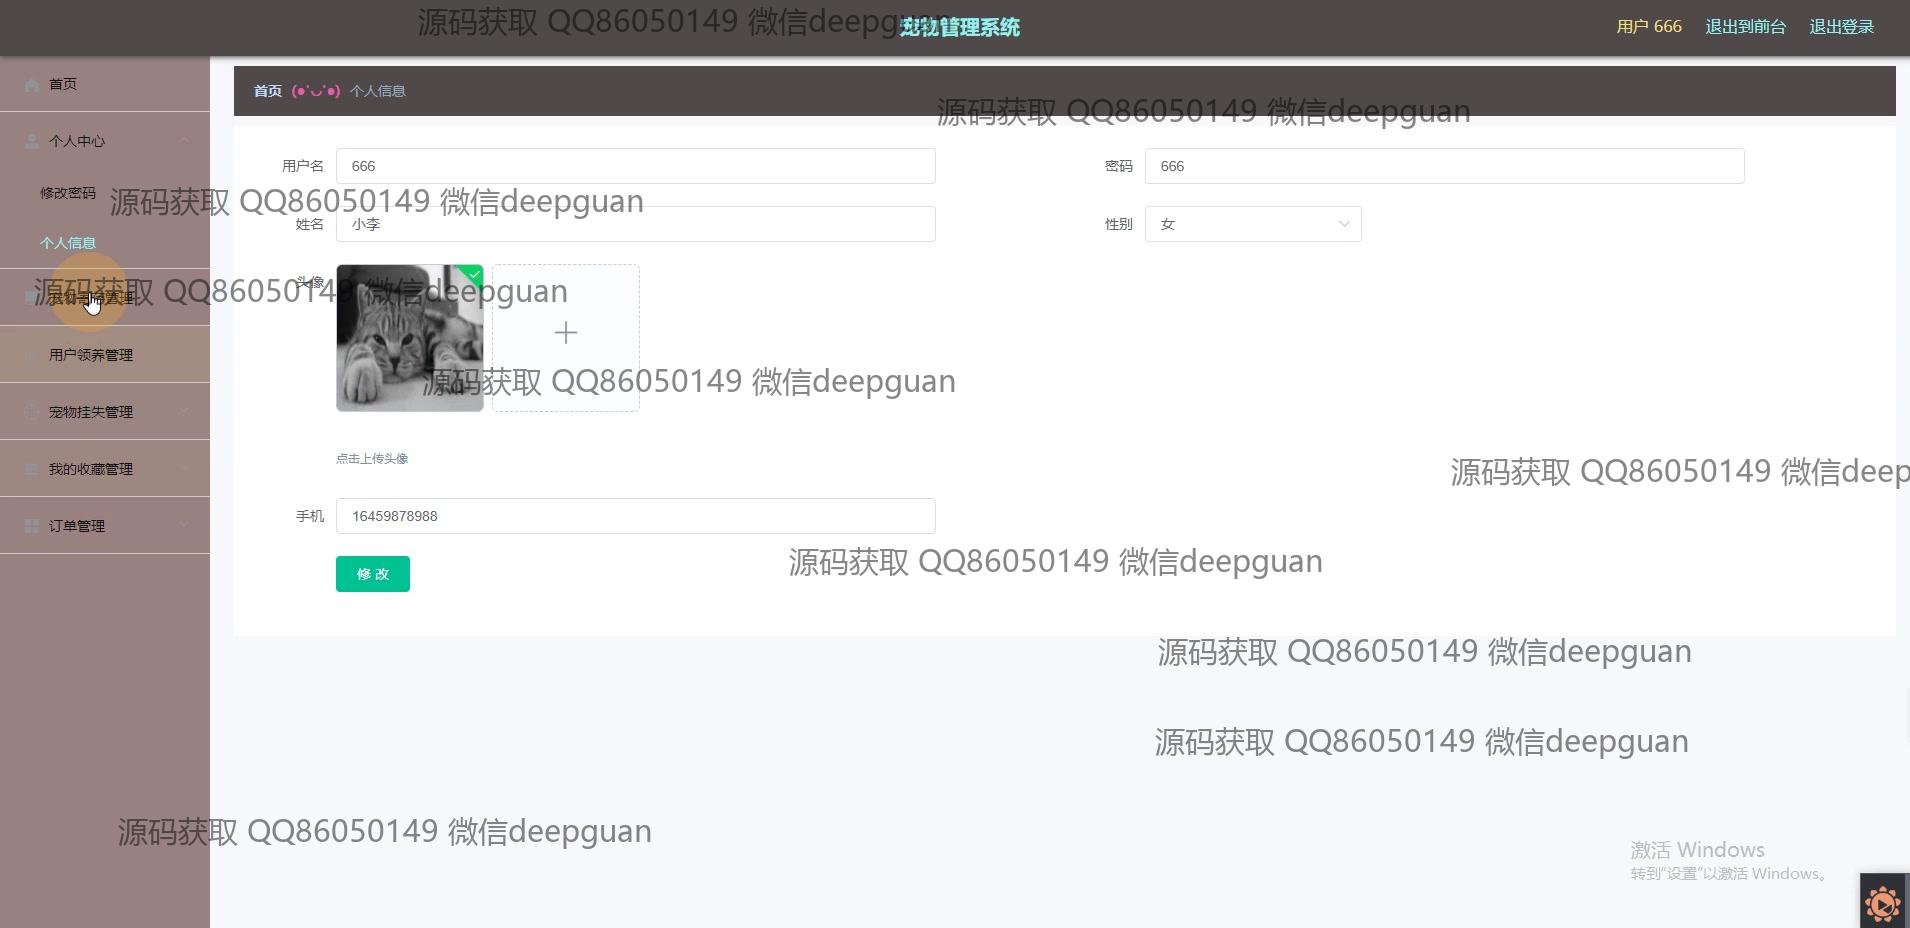 源码获取 QQ86050149 微信deepguan
宠物管理系统
用户 666
退出到前台
退出登录
首页
首页 (●'◡'●) 个人信息
源码获取 QQ86050149 微信deepguan
个人中心
用户名
666
密码
666
修改密码
源码获取 QQ86050149 微信deepguan
姓名
小李
性别
女
个人信息
头像
源码获取 QQ86050149 微信deepguan
用户领养管理
源码获取 QQ86050149 微信deepguan
宠物挂失管理
点击上传头像
我的收藏管理
源码获取 QQ86050149 微信deep
手机
16459878988
订单管理
源码获取 QQ86050149 微信deepguan
修 改
源码获取 QQ86050149 微信deepguan
源码获取 QQ86050149 微信deepguan
源码获取 QQ86050149 微信deepguan
激活 Windows
转到"设置"以激活 Windows。